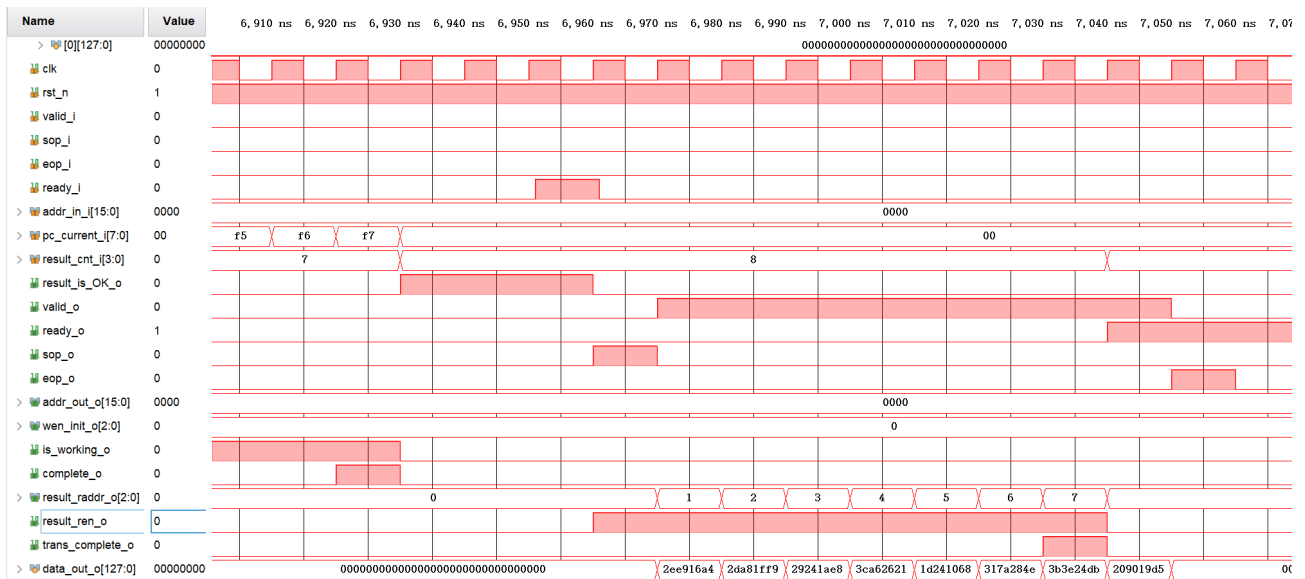 Name Value 6,910 ns 6,920 ns 6,930 ns 6,940 ns 6,950 ns 6,960 ns 6,970 ns 6,980 ns 6,990 ns 7,000 ns 7,010 ns 7,020 ns 7,030 ns 7,040 ns 7,050 ns 7,060 ns 7,07
[0][127:0] 00000000 00000000000000000000000000000000
clk 0
rst_n 1
valid_i 0
sop_i 0
eop_i 0
ready_i 0
addr_in_i[15:0] 0000 0000
pc_current_i[7:0] 00 f5 f6 f7 00
result_cnt_i[3:0] 0 7 8
result_is_OK_o 0
valid_o 0
ready_o 1
sop_o 0
eop_o 0
addr_out_o[15:0] 0000 0000
wen_init_o[2:0] 0 0
is_working_o 0
complete_o 0
result_raddr_o[2:0] 0 0 1 2 3 4 5 6 7
result_ren_o 0
trans_complete_o 0
data_out_o[127:0] 00000000 00000000000000000000000000000000 2ee916a4 2da81ff9 29241ae8 3ca62621 1d241068 317a284e 3b3e24db 209019d5 00